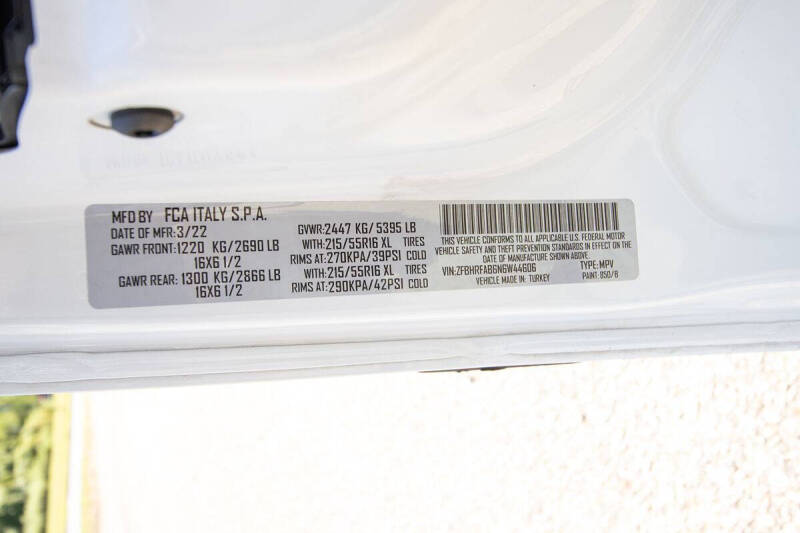 MFD BY FCA ITALY S.P.A.
DATE OF MFR: 3/22 GVWR: 2447 KG/ 5395 LB
GAWR FRONT: 1220 KG/2690 LB WITH: 215/55R16 XL TIRES
16X6 1/2 RIMS AT: 270KPA/39PSI COLD
GAWR REAR: 1300 KG/2866 LB WITH: 215/55R16 XL TIRES
16X6 1/2 RIMS AT: 290KPA/42PSI COLD
THIS VEHICLE CONFORMS TO ALL APPLICABLE U.S. FEDERAL MOTOR
VEHICLE SAFETY, BUMPER, AND THEFT PREVENTION STANDARDS IN EFFECT ON THE
DATE OF MANUFACTURE SHOWN ABOVE.
VIN: ZFBHRFAB6N6W44606 TYPE: MPV
VEHICLE MADE IN: TURKEY PAINT: 950/B